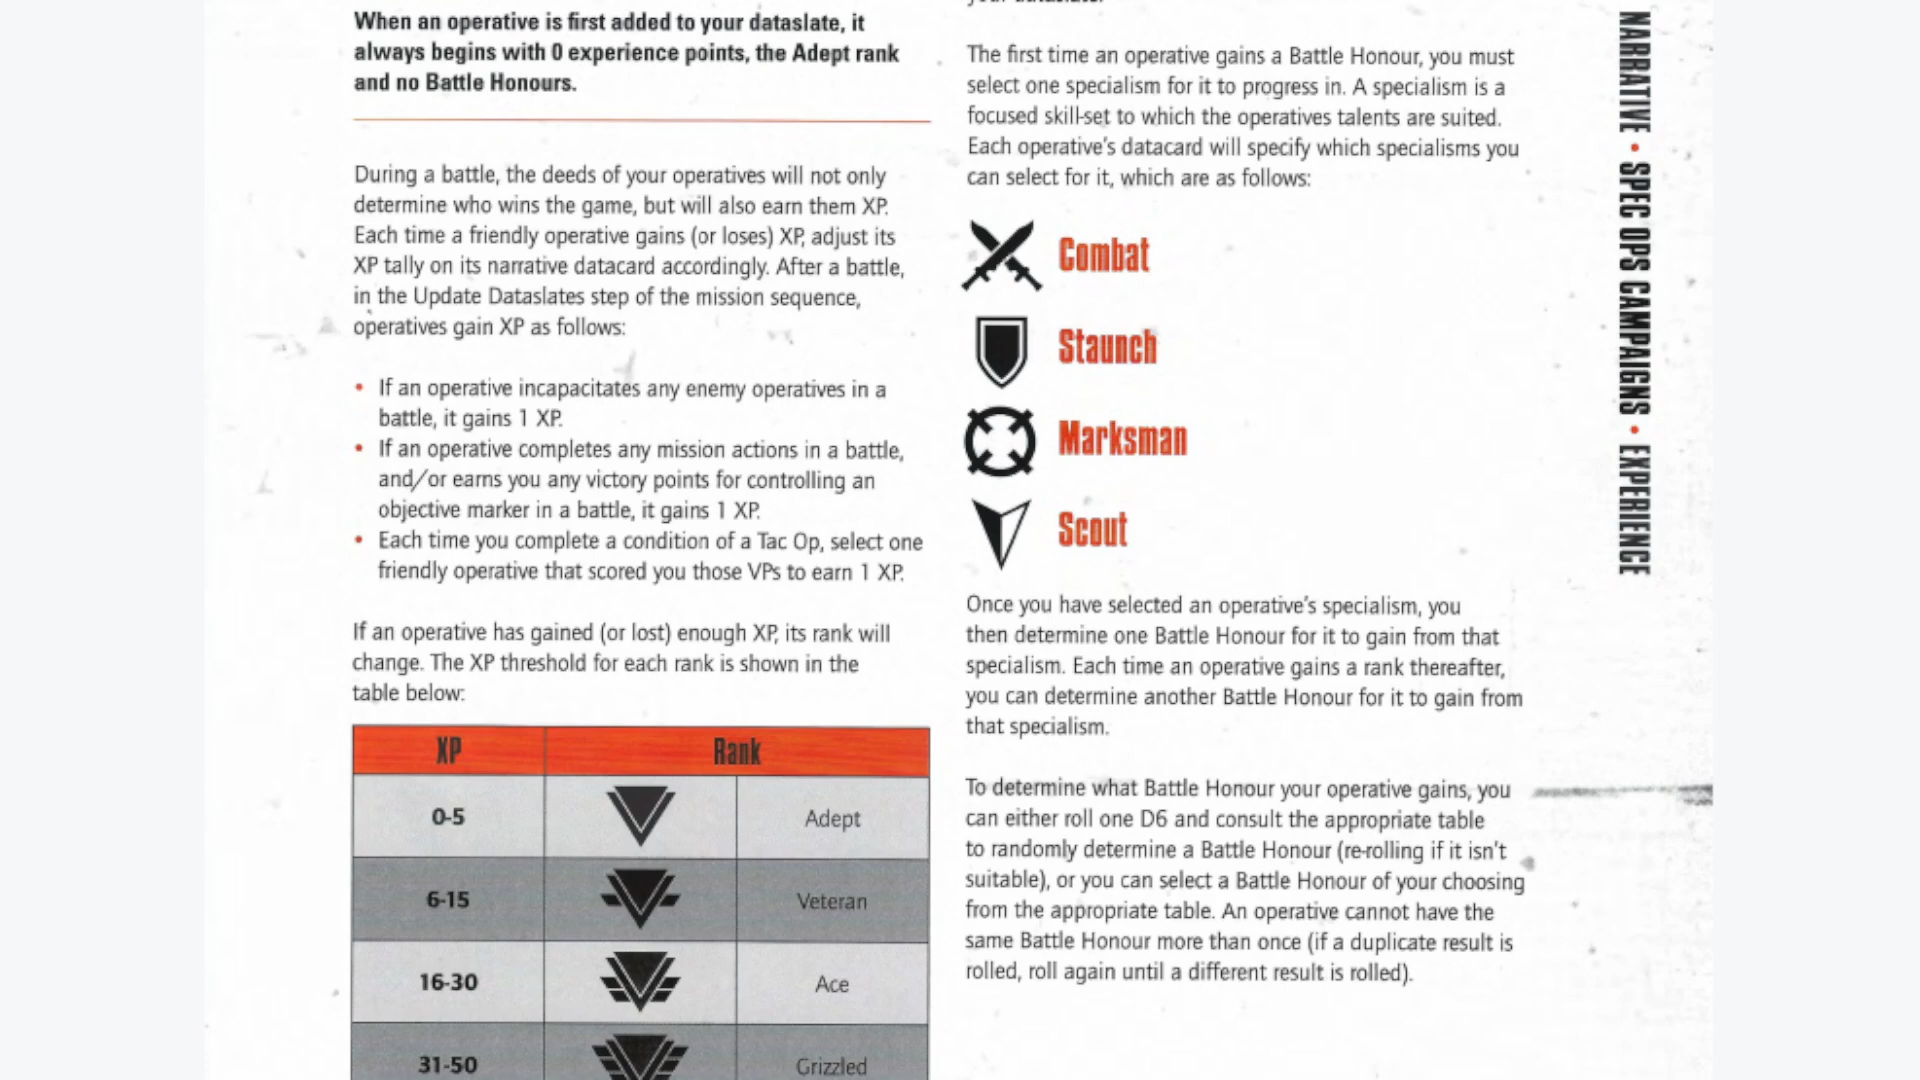 When an operative is first added to your dataslate, it
always begins with 0 experience points, the Adept rank
and no Battle Honours.
During a battle, the deeds of your operatives will not only
determine who wins the game, but will also earn them XP.
Each time a friendly operative gains (or loses) XP, adjust its
XP tally on its narrative datacard accordingly. After a battle,
in the Update Dataslates step of the mission sequence,
operatives gain XP as follows:
• If an operative incapacitates any enemy operatives in a
battle, it gains 1 XP.
• If an operative completes any mission actions in a battle,
and/or earns you any victory points for controlling an
objective marker in a battle, it gains 1 XP.
• Each time you complete a condition of a Tac Op, select one
friendly operative that scored you those VPs to earn 1 XP.
If an operative has gained (or lost) enough XP, its rank will
change. The XP threshold for each rank is shown in the
table below:
XP Rank
0-5 Adept
6-15 Veteran
16-30 Ace
31-50 Grizzled
The first time an operative gains a Battle Honour, you must
select one specialism for it to progress in. A specialism is a
focused skill-set to which the operatives talents are suited.
Each operative's datacard will specify which specialisms you
can select for it, which are as follows:
Combat
Staunch
Marksman
Scout
Once you have selected an operative's specialism, you
then determine one Battle Honour for it to gain from that
specialism. Each time an operative gains a rank thereafter,
you can determine another Battle Honour for it to gain from
that specialism.
To determine what Battle Honour your operative gains, you
can either roll one D6 and consult the appropriate table
to randomly determine a Battle Honour (re-rolling if it isn't
suitable), or you can select a Battle Honour of your choosing
from the appropriate table. An operative cannot have the
same Battle Honour more than once (if a duplicate result is
rolled, roll again until a different result is rolled).
NARRATIVE • SPEC OPS CAMPAIGNS • EXPERIENCE